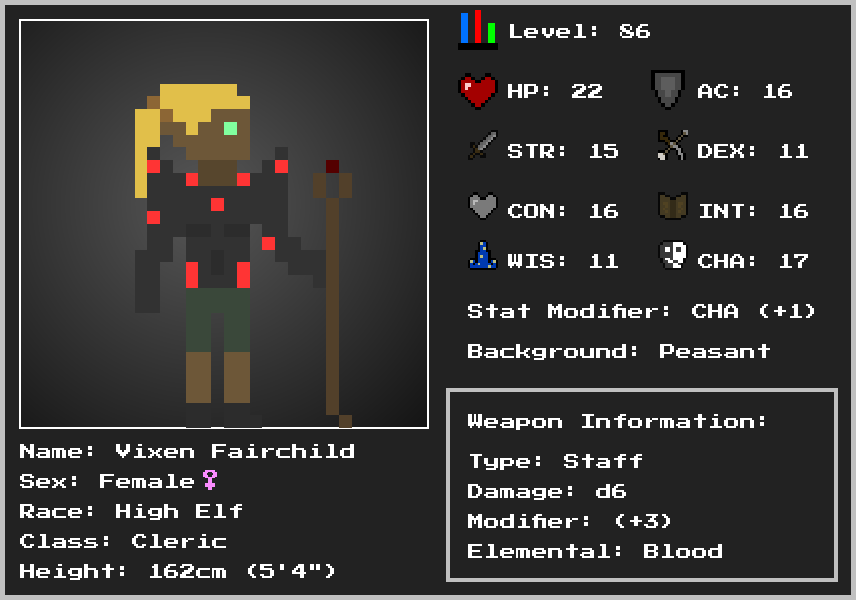 Level: 86
HP: 22 AC: 16
STR: 15 DEX: 11
CON: 16 INT: 16
WIS: 11 CHA: 17
Stat Modifier: CHA (+1)
Background: Peasant
Weapon Information:
Type: Staff
Damage: d6
Modifier: (+3)
Elemental: Blood
Name: Vixen Fairchild
Sex: Female♀
Race: High Elf
Class: Cleric
Height: 162cm (5'4")